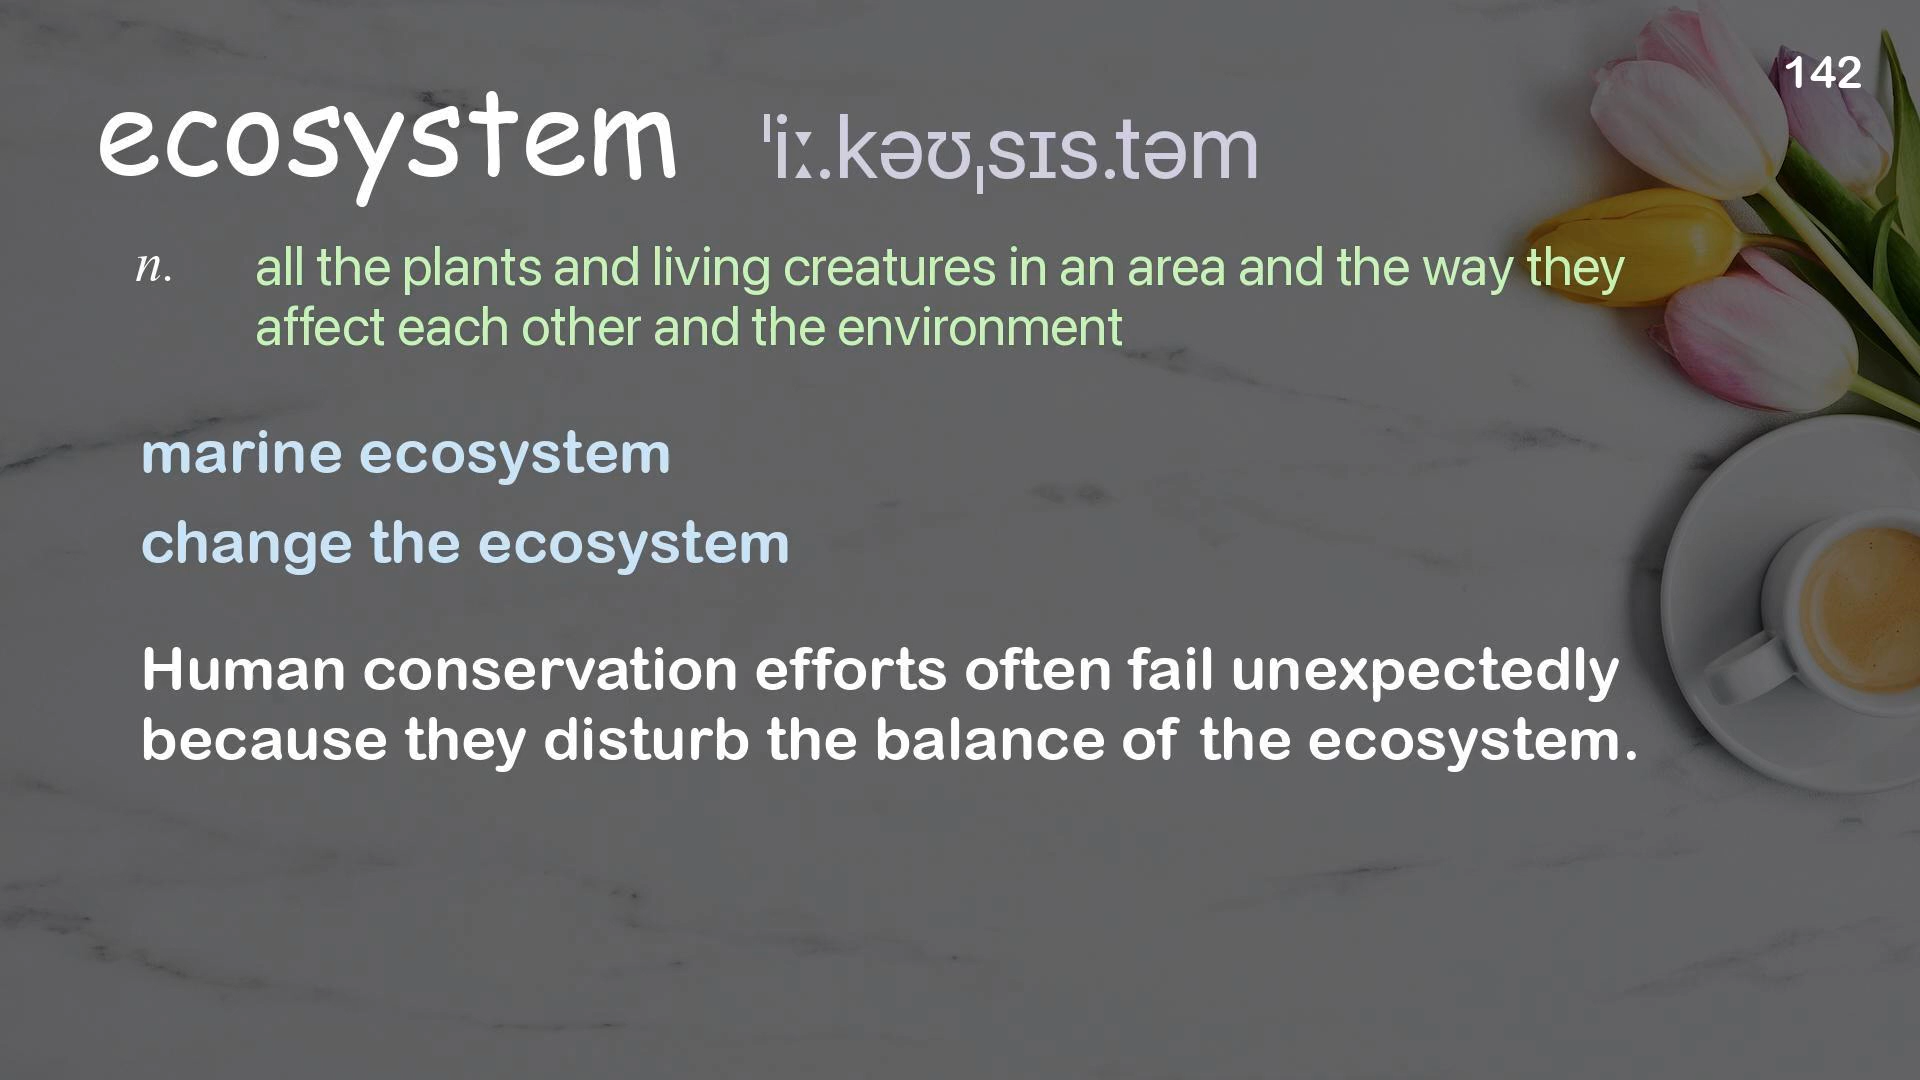 142
ecosystem ˈiː.kəʊˌsɪs.təm
n. all the plants and living creatures in an area and the way they
affect each other and the environment
marine ecosystem
change the ecosystem
Human conservation efforts often fail unexpectedly
because they disturb the balance of the ecosystem.